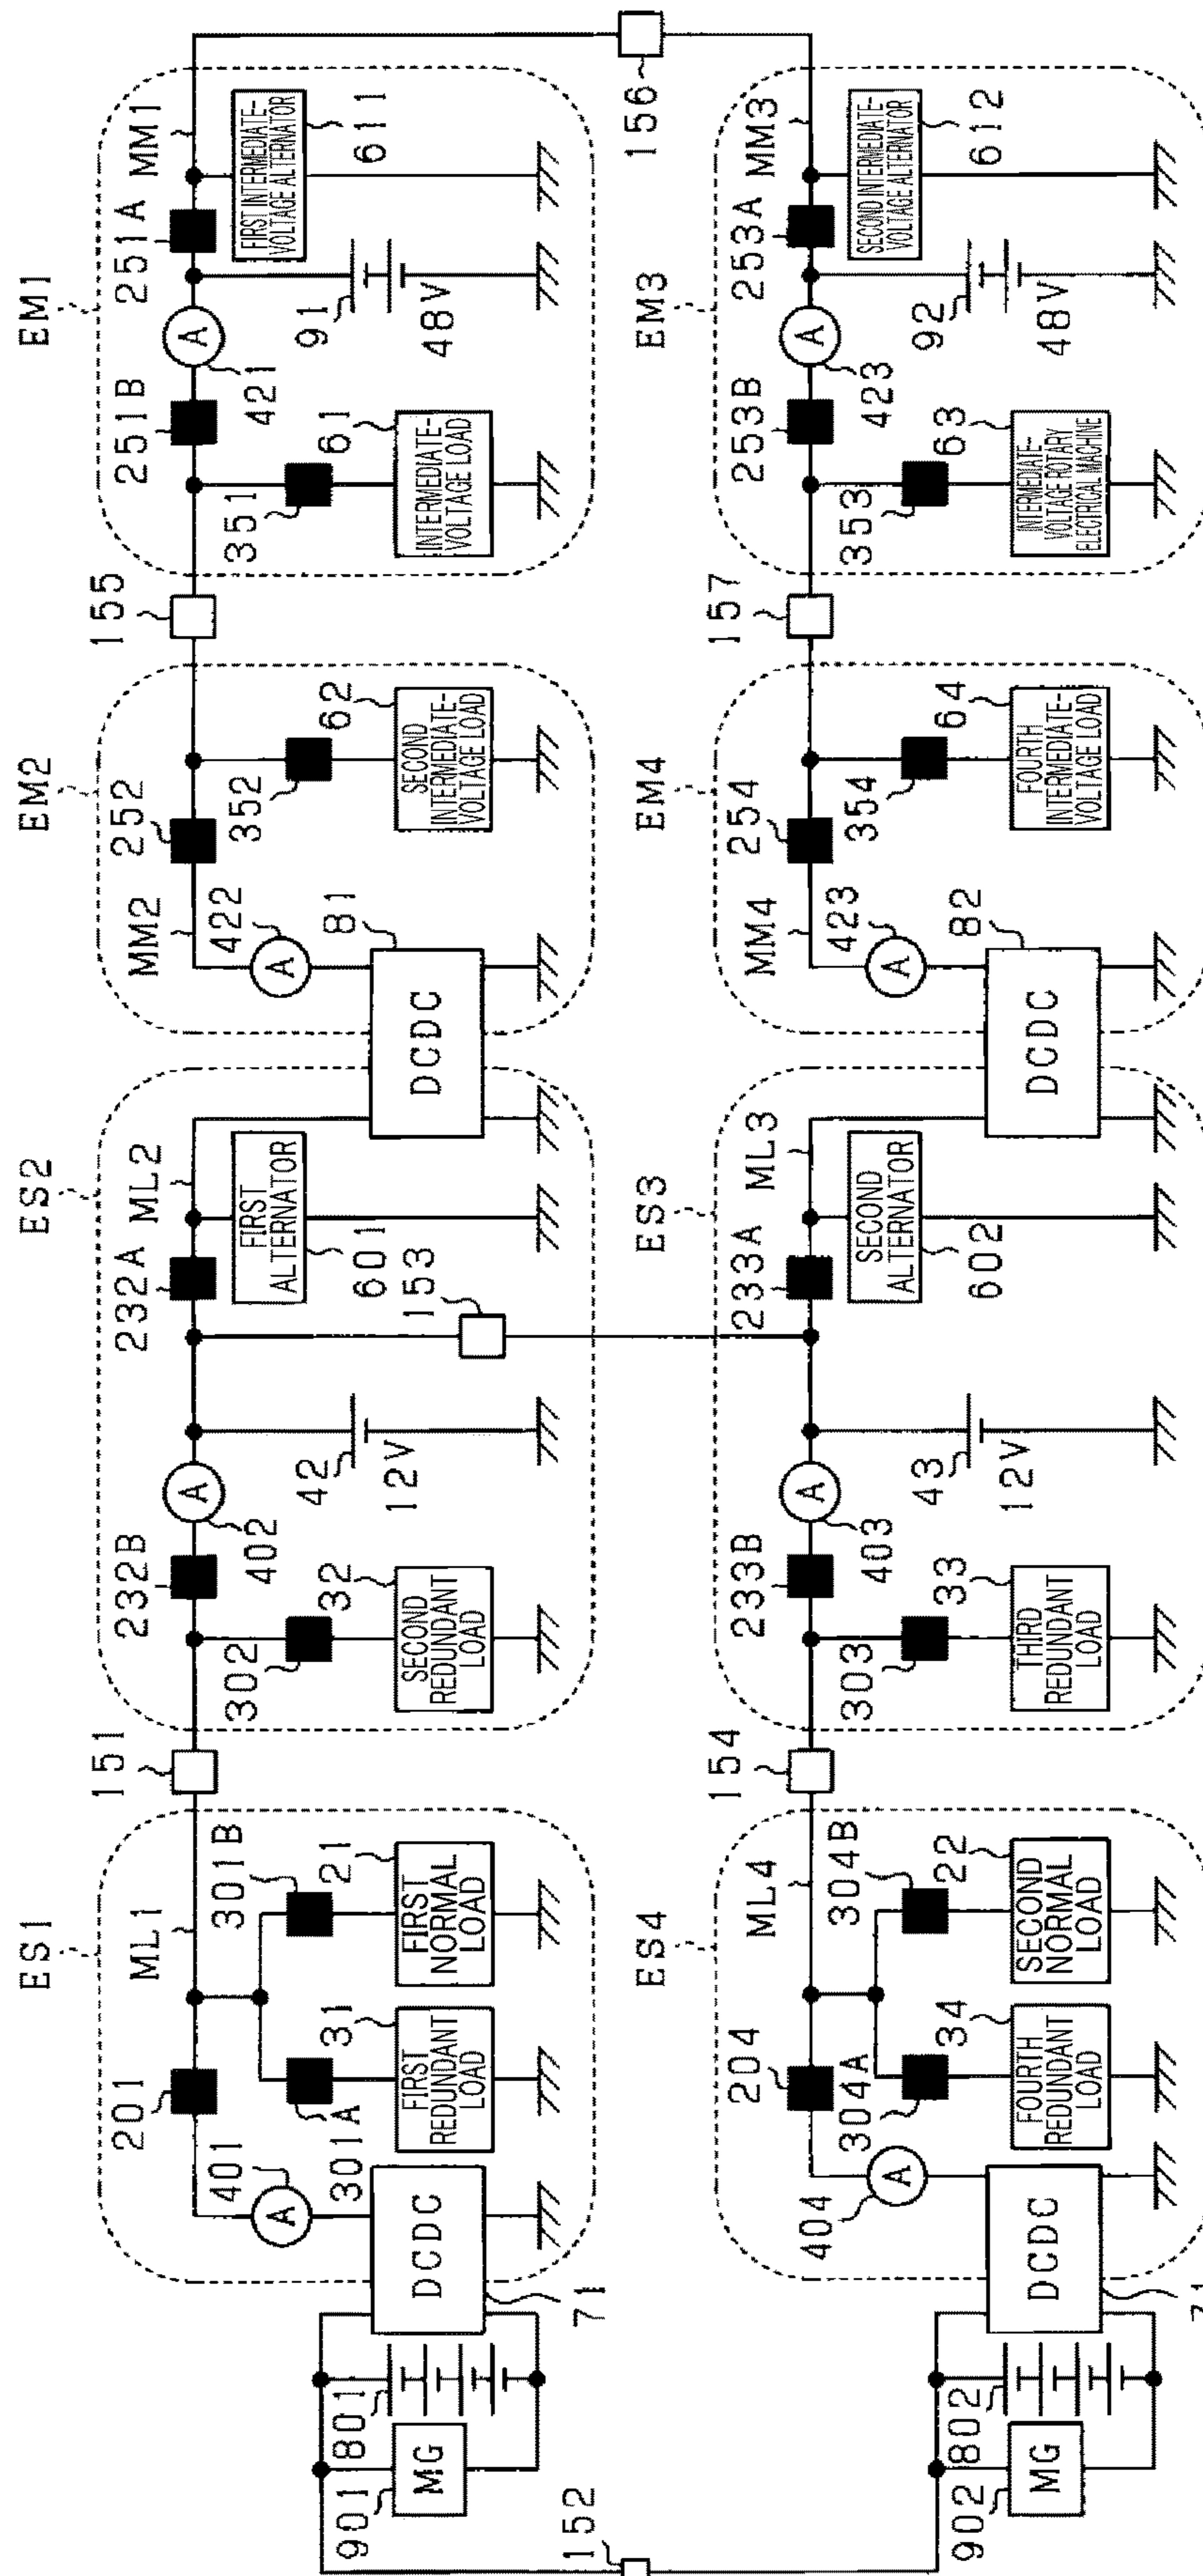 ES1
ES2
EM2
EM1
201
ML1
301B
151
232B
232A
ML2
MM2
252
155
251B
251A
MM1
401
A
301A
31
21
FIRST
REDUNDANT
LOAD
FIRST
NORMAL
LOAD
DCDC
71
901
MG
801
302
32
SECOND
REDUNDANT
LOAD
A
402
42
12V
FIRST
ALTERNATOR
601
153
422
A
81
DCDC
352
62
SECOND
INTERMEDIATE-
VOLTAGE LOAD
351
61
INTERMEDIATE-
VOLTAGE LOAD
A
421
91
48V
FIRST INTERMEDIATE-
VOLTAGE ALTERNATOR
611
156
152
ES4
ES3
EM4
EM3
204
ML4
304B
154
233B
233A
ML3
MM4
254
157
253B
253A
MM3
404
A
304A
34
22
FOURTH
REDUNDANT
LOAD
SECOND
NORMAL
LOAD
DCDC
71
902
MG
802
303
33
THIRD
REDUNDANT
LOAD
A
403
43
12V
SECOND
ALTERNATOR
602
423
A
82
DCDC
354
64
FOURTH
INTERMEDIATE-
VOLTAGE LOAD
353
63
INTERMEDIATE-
VOLTAGE ROTARY
ELECTRICAL MACHINE
A
423
92
48V
SECOND INTERMEDIATE-
VOLTAGE ALTERNATOR
612